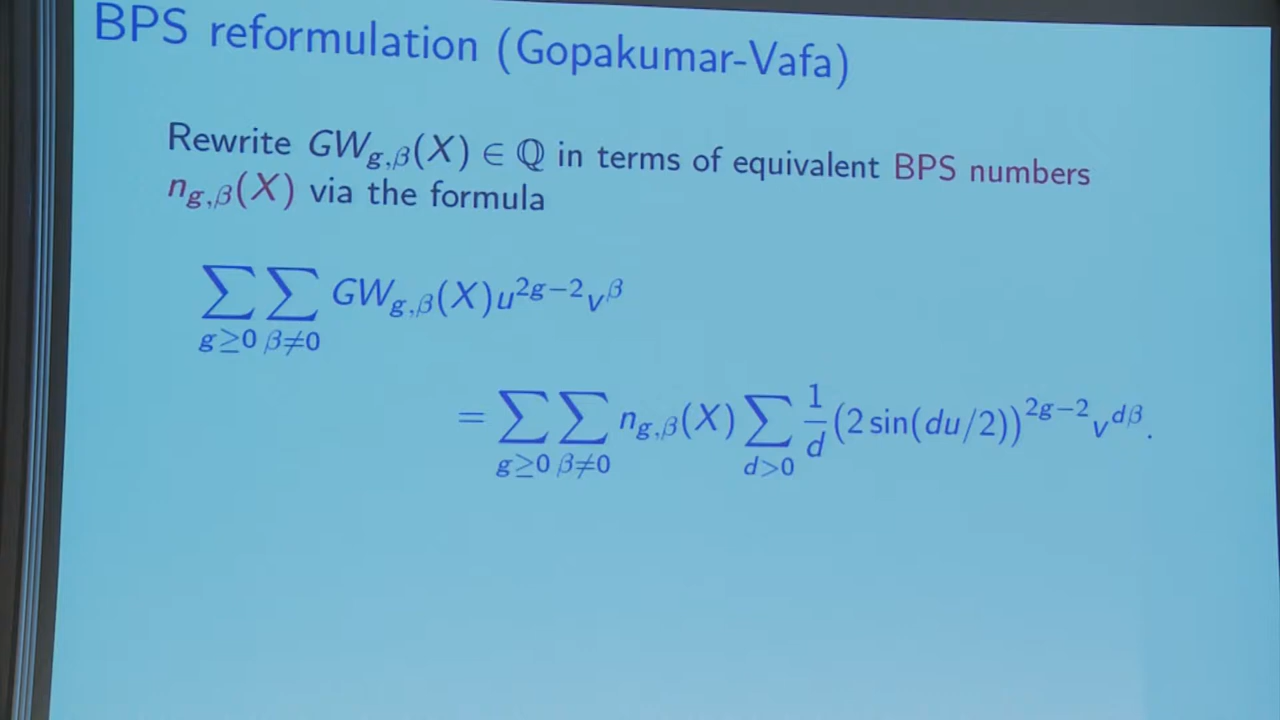 BPS reformulation (Gopakumar-Vafa)
Rewrite GW_{g,β}(X) ∈ ℚ in terms of equivalent BPS numbers
n_{g,β}(X) via the formula
∑_{g≥0} ∑_{β≠0} GW_{g,β}(X)u^{2g−2}v^β
= ∑_{g≥0} ∑_{β≠0} n_{g,β}(X) ∑_{d>0} 1/d (2 sin(du/2))^{2g−2} v^{dβ}.